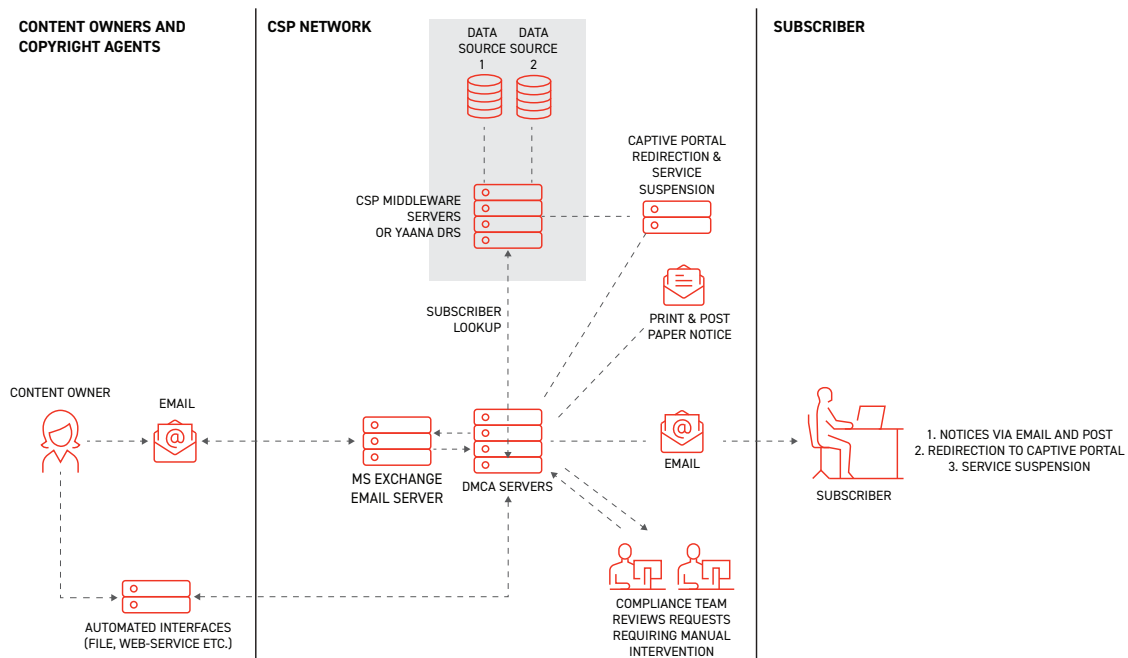 CONTENT OWNERS AND
COPYRIGHT AGENTS
CSP NETWORK
SUBSCRIBER
DATA
SOURCE
1
DATA
SOURCE
2
CAPTIVE PORTAL
REDIRECTION &
SERVICE
SUSPENSION
CSP MIDDLEWARE
SERVERS
OR YAANA DRS
SUBSCRIBER
LOOKUP
PRINT & POST
PAPER NOTICE
CONTENT OWNER
EMAIL
@
MS EXCHANGE
EMAIL SERVER
DMCA SERVERS
@
EMAIL
SUBSCRIBER
1. NOTICES VIA EMAIL AND POST
2. REDIRECTION TO CAPTIVE PORTAL
3. SERVICE SUSPENSION
AUTOMATED INTERFACES
(FILE, WEB-SERVICE ETC.)
COMPLIANCE TEAM
REVIEWS REQUESTS
REQUIRING MANUAL
INTERVENTION